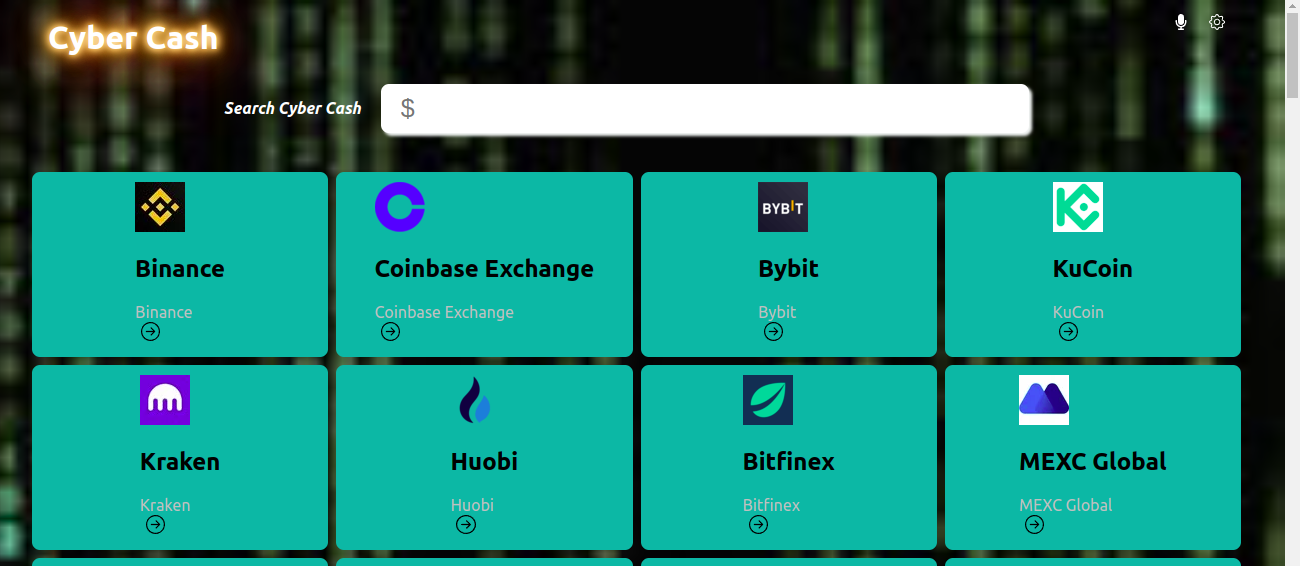 Cyber Cash
Search Cyber Cash
$
BYBIT
Binance
Coinbase Exchange
Bybit
KuCoin
Binance
Coinbase Exchange
Bybit
KuCoin
Kraken
Huobi
Bitfinex
MEXC Global
Kraken
Huobi
Bitfinex
MEXC Global